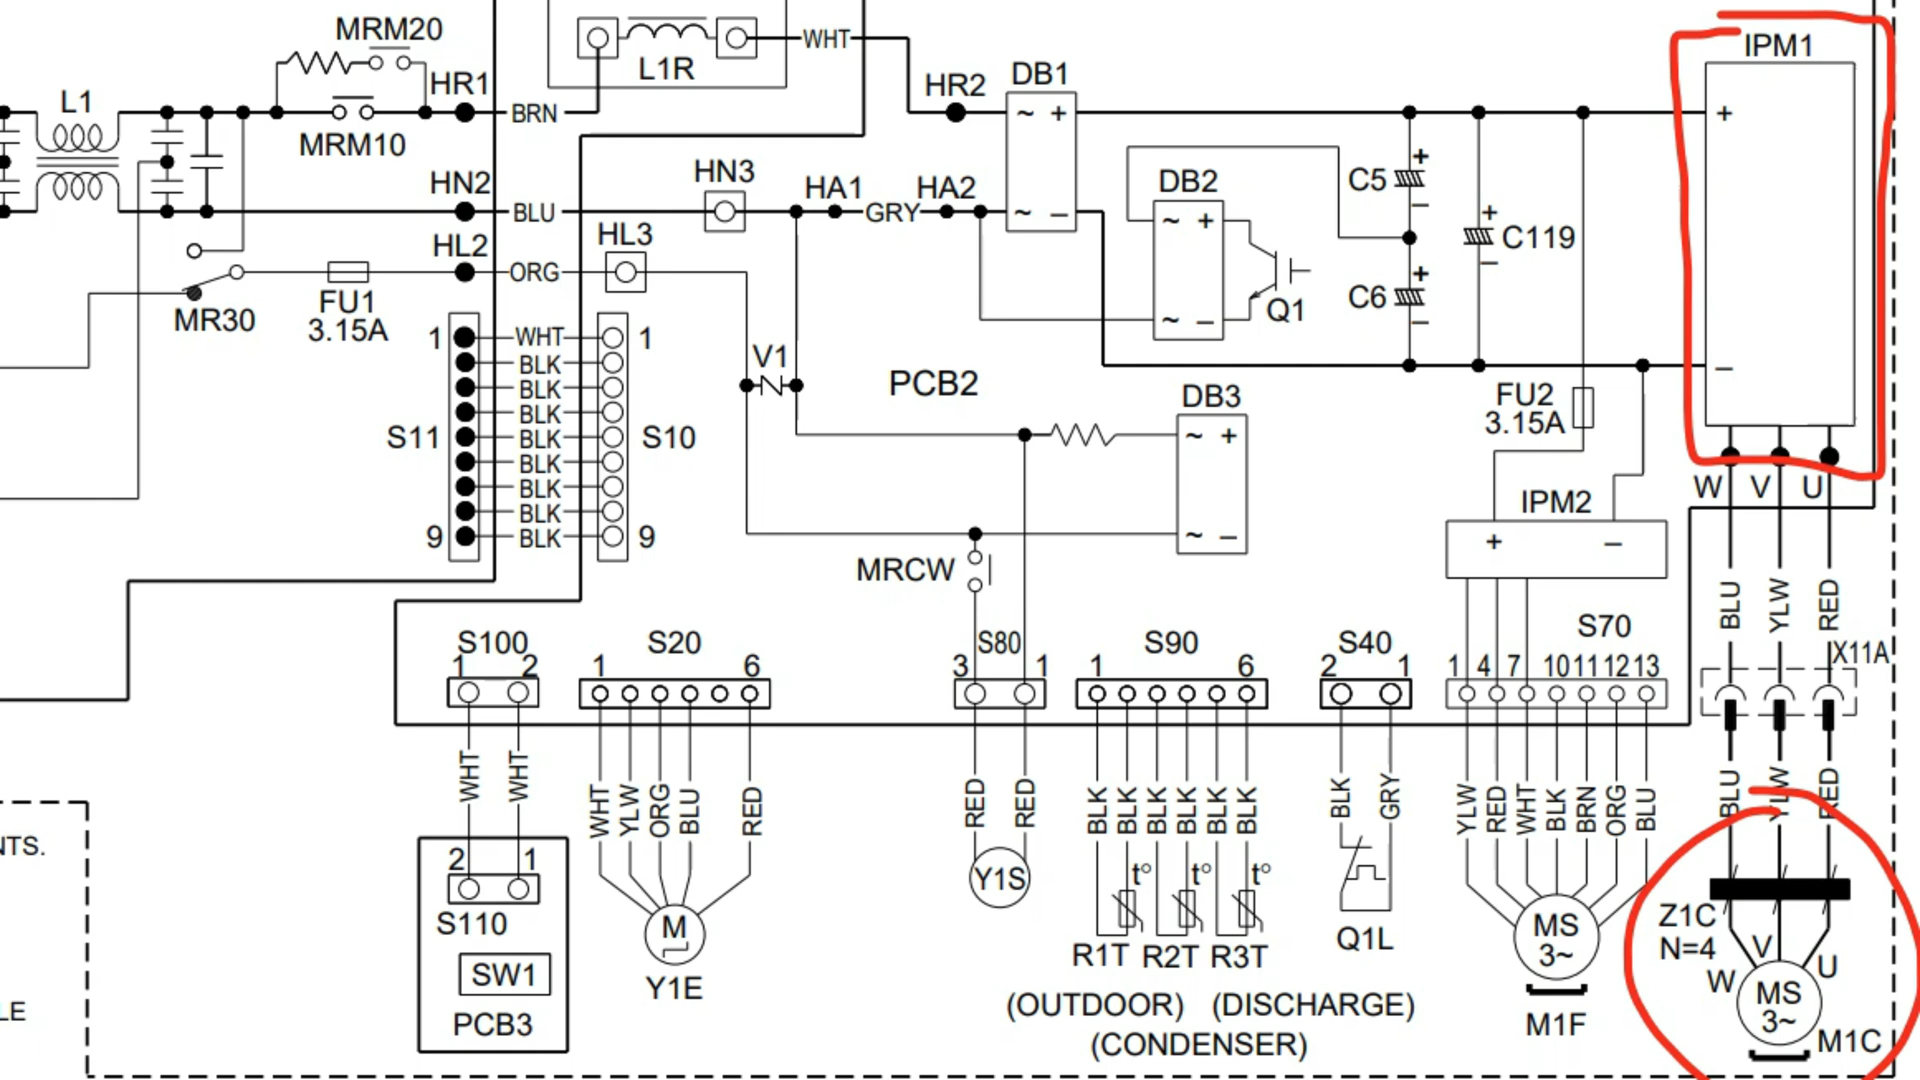 MRM20
L1R
WHT
IPM1
L1
HR1
BRN
HR2
DB1
~ +
+
MRM10
HN2
BLU
HN3
HA1
GRY
HA2
~ –
DB2
~ +
C5
+
–
+
C119
–
HL2
ORG
HL3
~ –
Q1
C6
+
–
MR30
FU1
3.15A
1
WHT
1
BLK
BLK
BLK
S11
BLK
S10
BLK
BLK
BLK
9
BLK
9
V1
PCB2
DB3
~ +
~ –
FU2
3.15A
–
W V U
IPM2
+ –
MRCW
BLU
YLW
RED
X11A
S100
1 2
S20
1 6
S80
3 1
S90
1 6
S40
2 1
S70
1 4 7 10 11 12 13
WHT
WHT
WHT
YLW
ORG
BLU
RED
RED
RED
BLK
BLK
BLK
BLK
BLK
BLK
BLK
GRY
YLW
RED
WHT
BLK
BRN
ORG
BLU
BLU
YLW
RED
NTS.
2 1
S110
SW1
PCB3
M
Y1E
Y1S
t° t° t°
R1T R2T R3T
(OUTDOOR) (DISCHARGE)
(CONDENSER)
Q1L
MS
3~
M1F
Z1C
N=4
W V U
MS
3~
M1C
LE